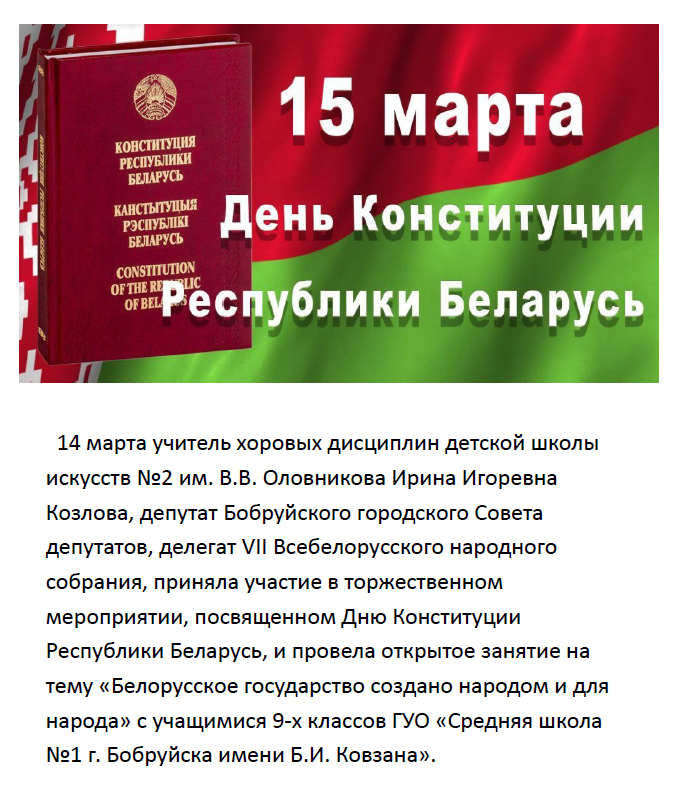 КОНСТИТУЦИЯ
РЕСПУБЛИКИ
БЕЛАРУСЬ
КАНСТЫТУЦЫЯ
РЭСПУБЛІКІ
БЕЛАРУСЬ
CONSTITUTION
OF THE REPUBLIC
OF BELARUS
15 марта
День Конституции
Республики Беларусь
14 марта учитель хоровых дисциплин детской школы
искусств №2 им. В.В. Оловникова Ирина Игоревна
Козлова, депутат Бобруйского городского Совета
депутатов, делегат VII Всебелорусского народного
собрания, приняла участие в торжественном
мероприятии, посвященном Дню Конституции
Республики Беларусь, и провела открытое занятие на
тему «Белорусское государство создано народом и для
народа» с учащимися 9-х классов ГУО «Средняя школа
№1 г. Бобруйска имени Б.И. Ковзана».